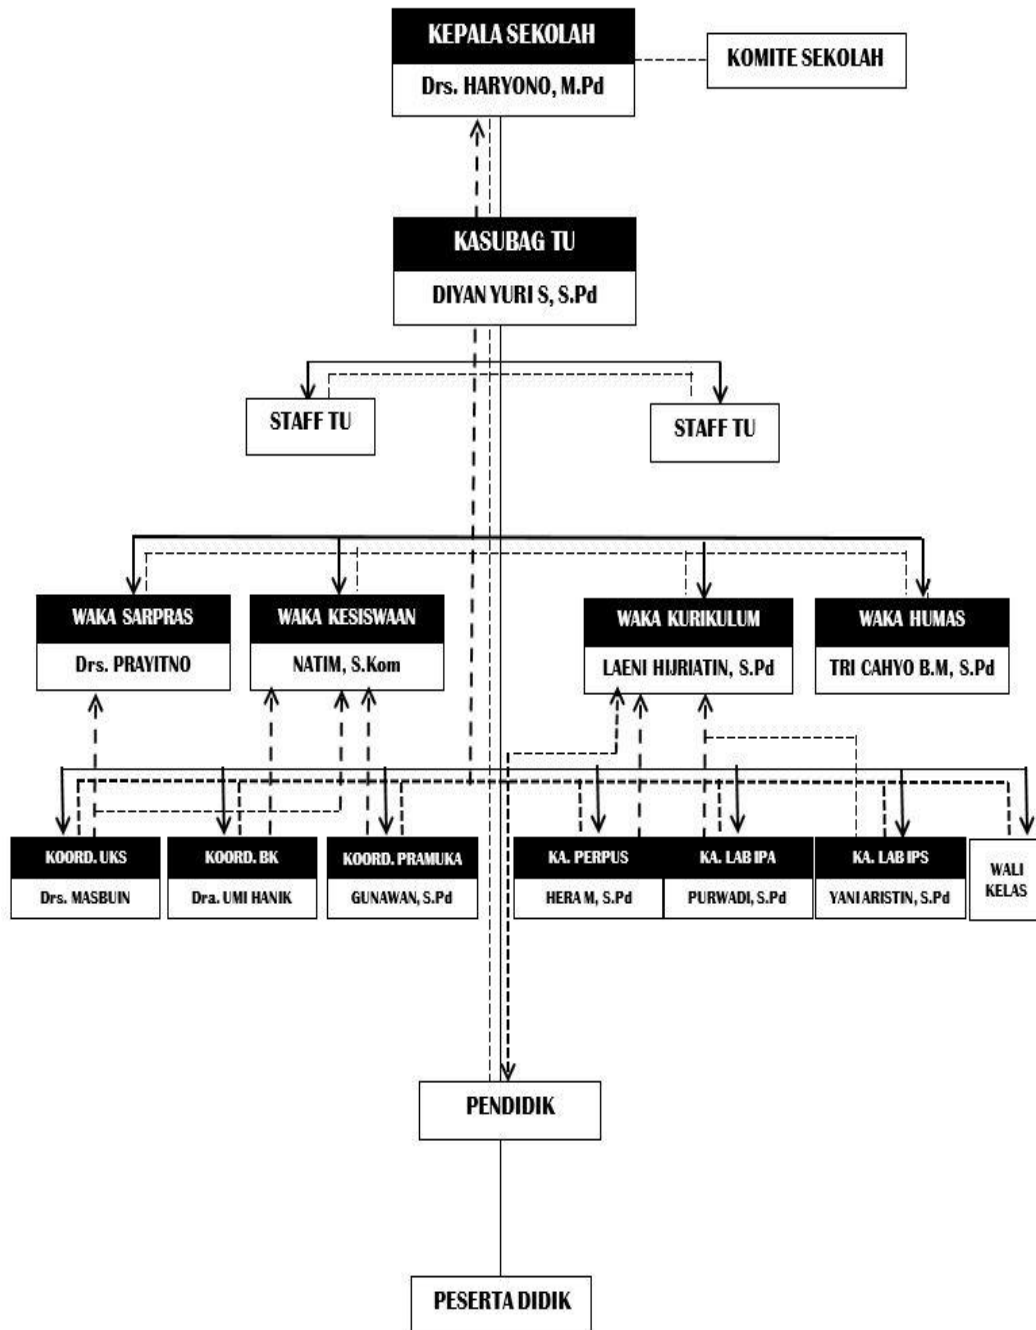 KEPALA SEKOLAH
Drs. HARYONO, M.Pd
KOMITE SEKOLAH
KASUBAG TU
DIYAN YURI S, S.Pd
STAFF TU
STAFF TU
WAKA SARPRAS
Drs. PRAYITNO
WAKA KESISWAAN
NATIM, S.Kom
WAKA KURIKULUM
LAENI HIJRIATIN, S.Pd
WAKA HUMAS
TRI CAHYO B.M, S.Pd
KOORD. UKS
Drs. MASBUIN
KOORD. BK
Dra. UMI HANIK
KOORD. PRAMUKA
GUNAWAN, S.Pd
KA. PERPUS
HERA M, S.Pd
KA. LAB IPA
PURWADI, S.Pd
KA. LAB IPS
YANI ARISTIN, S.Pd
WALI
KELAS
PENDIDIK
PESERTA DIDIK